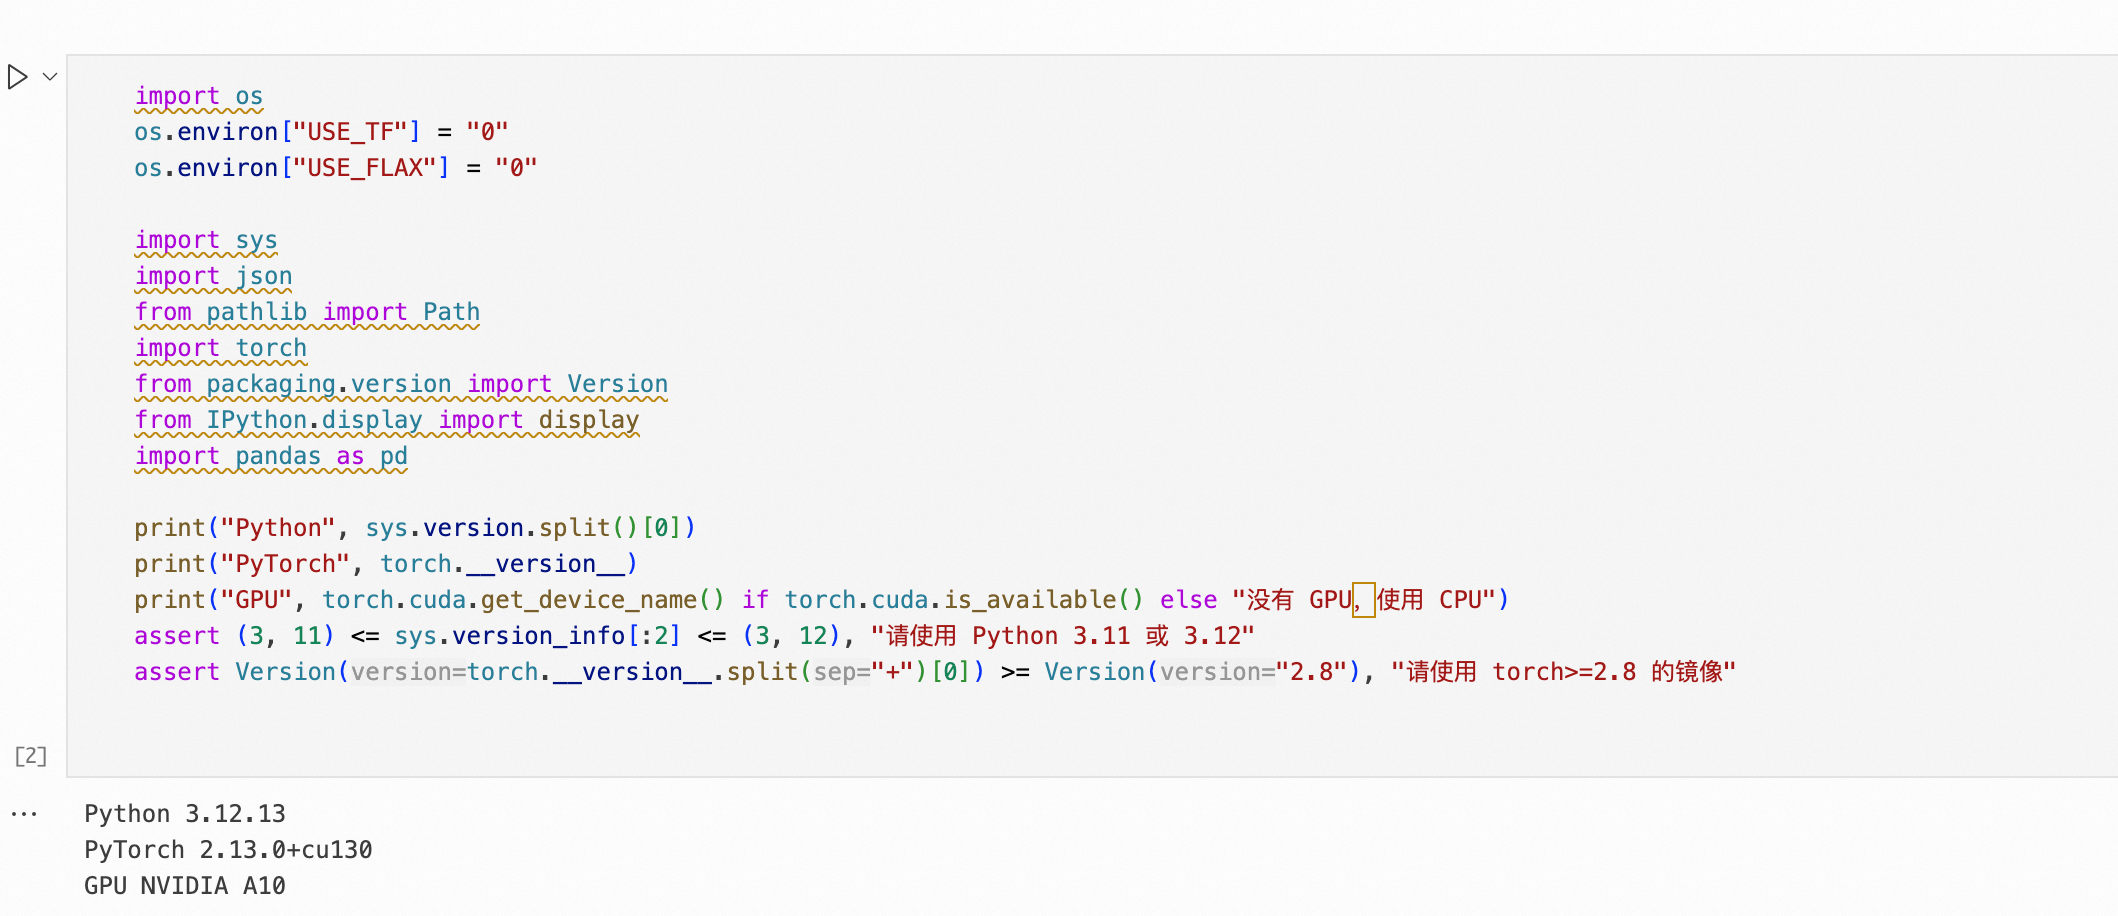 import os
os.environ["USE_TF"] = "0"
os.environ["USE_FLAX"] = "0"
import sys
import json
from pathlib import Path
import torch
from packaging.version import Version
from IPython.display import display
import pandas as pd
print("Python", sys.version.split()[0])
print("PyTorch", torch.__version__)
print("GPU", torch.cuda.get_device_name() if torch.cuda.is_available() else "没有 GPU，使用 CPU")
assert (3, 11) <= sys.version_info[:2] <= (3, 12), "请使用 Python 3.11 或 3.12"
assert Version(version=torch.__version__.split(sep="+")[0]) >= Version(version="2.8"), "请使用 torch>=2.8 的镜像"
[2]
Python 3.12.13
PyTorch 2.13.0+cu130
GPU NVIDIA A10